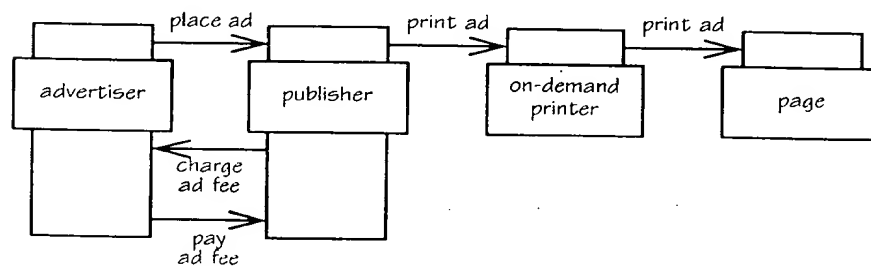 place ad
print ad
print ad
advertiser
publisher
on-demand
printer
page
charge
ad fee
pay
ad fee